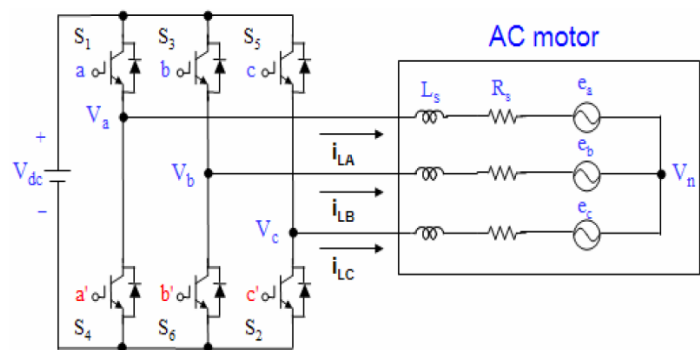 AC motor
S1 S3 S5
a b c
Ls Rs ea
Va
iLA
+
Vdc
−
Vb
eb
Vn
iLB
Vc
ec
iLC
a' b' c'
S4 S6 S2